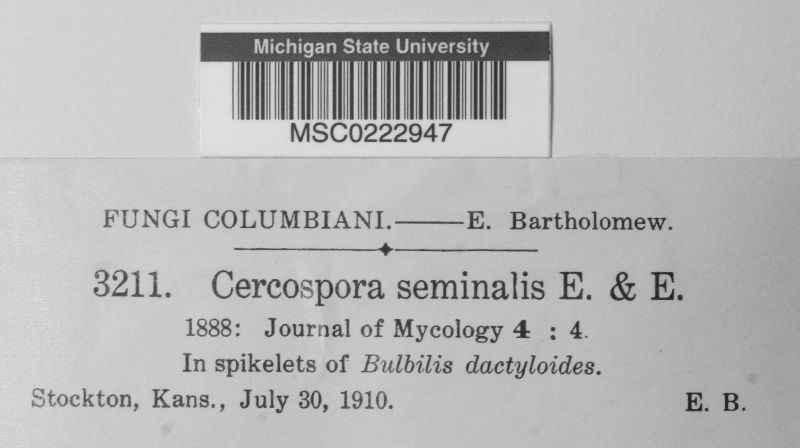 Michigan State University
MSC0222947
FUNGI COLUMBIANI.——E. Bartholomew.
3211. Cercospora seminalis E. & E.
1888: Journal of Mycology 4 : 4.
In spikelets of Bulbilis dactyloides.
Stockton, Kans., July 30, 1910. E. B.